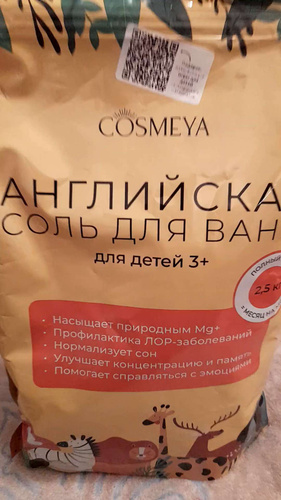 COSMEYA
АНГЛИЙСКА
СОЛЬ ДЛЯ ВАН
для детей 3+
2,5 кг
• Насыщает природным Mg+
• Профилактика ЛОР-заболеваний
• Нормализует сон
• Улучшает концентрацию и память
• Помогает справляться с эмоциями